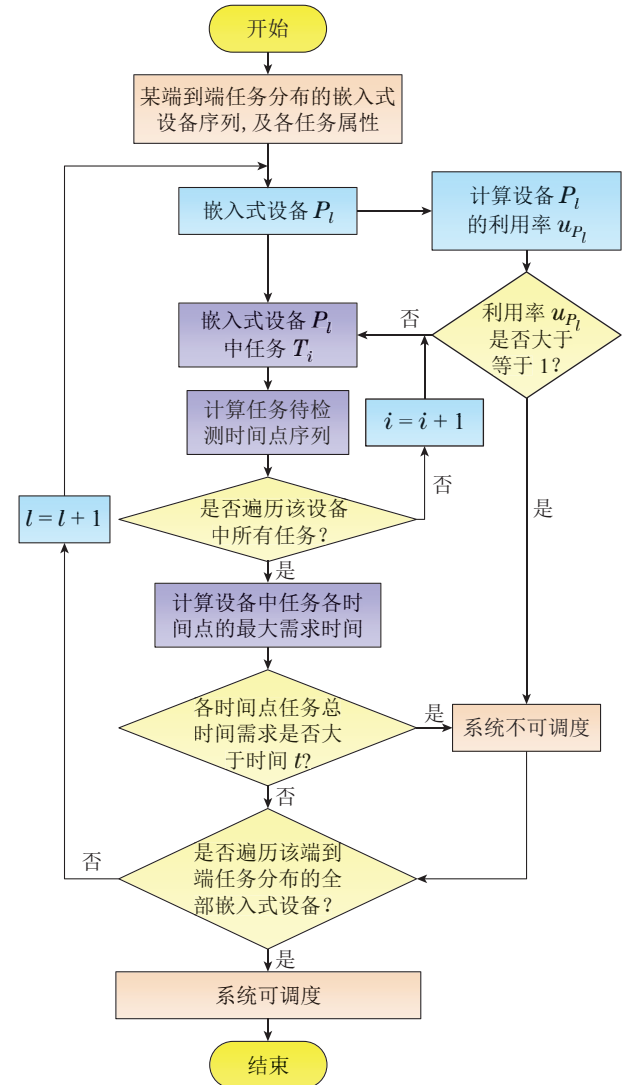 开始
某端到端任务分布的嵌入式
设备序列,及各任务属性
嵌入式设备 P_l
计算设备 P_l
的利用率 u_{P_l}
利用率 u_{P_l}
是否大于
等于 1?
否
嵌入式设备 P_l
中任务 T_i
计算任务待检
测时间点序列
i = i + 1
否
是否遍历该设备
中所有任务?
l = l + 1
是
是
计算设备中任务各时
间点的最大需求时间
各时间点任务总
时间需求是否大
于时间 t?
是
系统不可调度
否
是否遍历该端到
端任务分布的全
部嵌入式设备?
否
是
系统可调度
结束